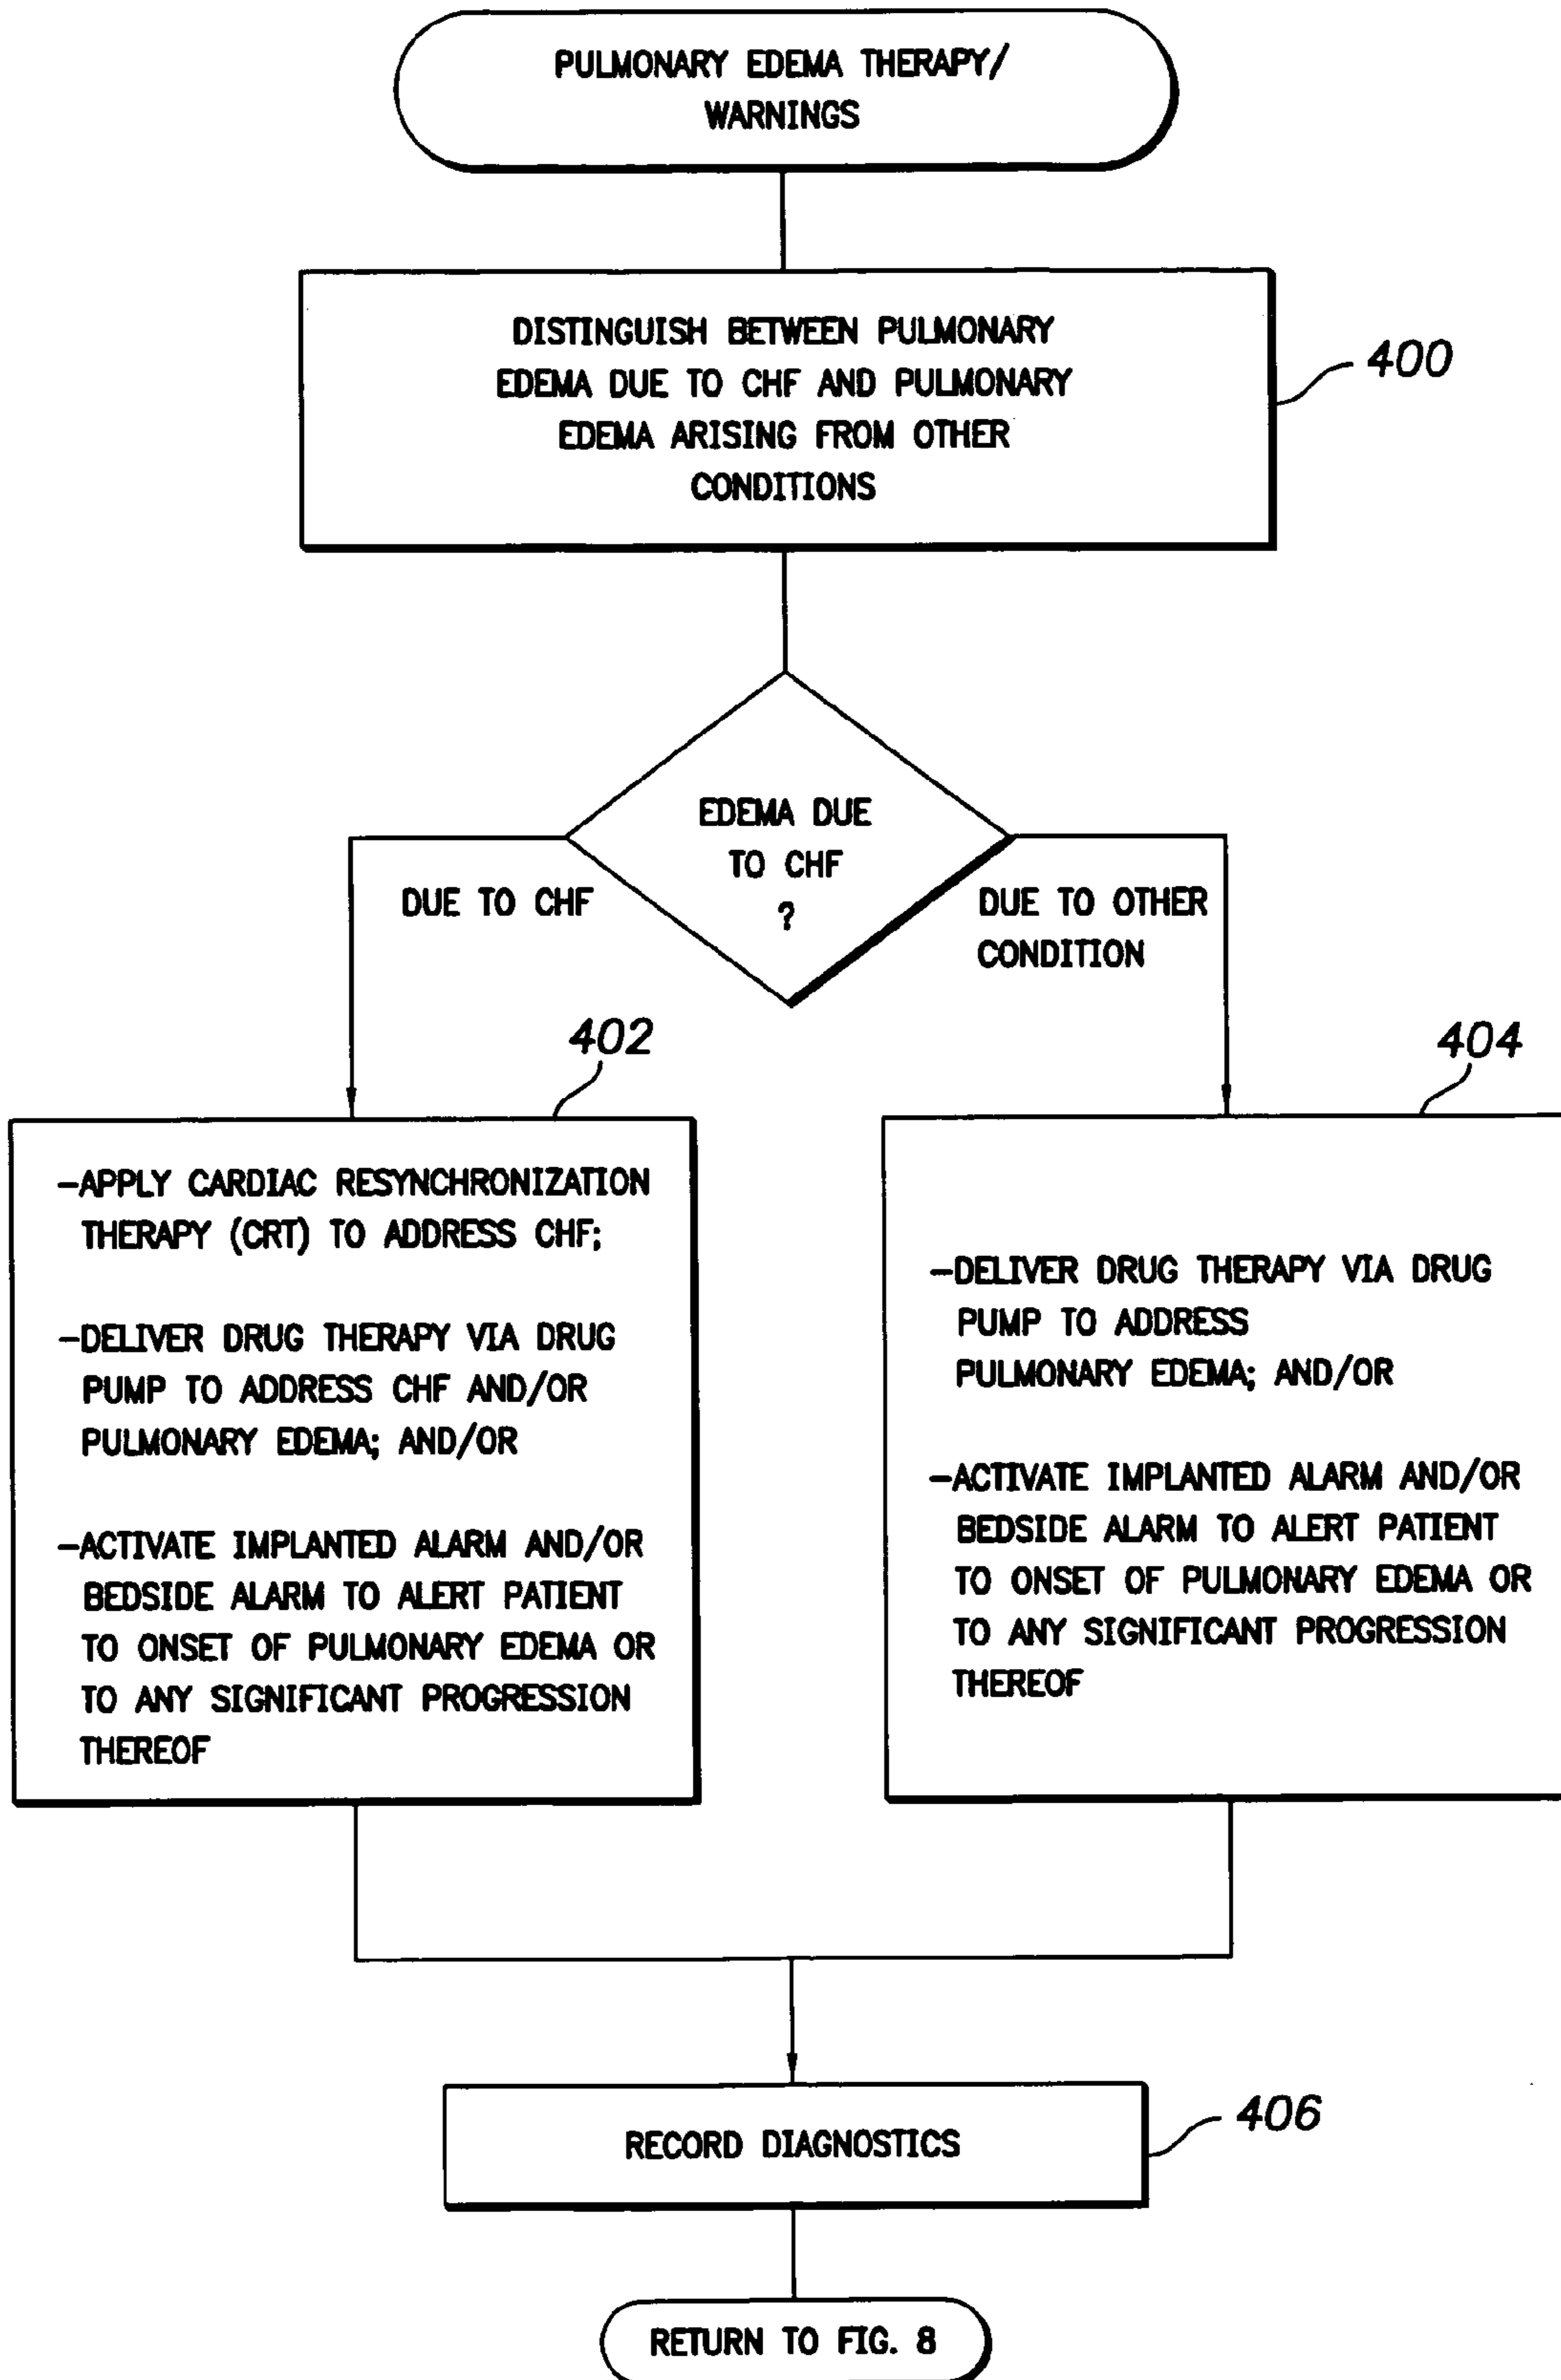 PULMONARY EDEMA THERAPY/
WARNINGS
DISTINGUISH BETWEEN PULMONARY
EDEMA DUE TO CHF AND PULMONARY
EDEMA ARISING FROM OTHER
CONDITIONS
400
EDEMA DUE
TO CHF
?
DUE TO CHF
DUE TO OTHER
CONDITION
402
-APPLY CARDIAC RESYNCHRONIZATION
THERAPY (CRT) TO ADDRESS CHF;
-DELIVER DRUG THERAPY VIA DRUG
PUMP TO ADDRESS CHF AND/OR
PULMONARY EDEMA; AND/OR
-ACTIVATE IMPLANTED ALARM AND/OR
BEDSIDE ALARM TO ALERT PATIENT
TO ONSET OF PULMONARY EDEMA OR
TO ANY SIGNIFICANT PROGRESSION
THEREOF
404
-DELIVER DRUG THERAPY VIA DRUG
PUMP TO ADDRESS
PULMONARY EDEMA; AND/OR
-ACTIVATE IMPLANTED ALARM AND/OR
BEDSIDE ALARM TO ALERT PATIENT
TO ONSET OF PULMONARY EDEMA OR
TO ANY SIGNIFICANT PROGRESSION
THEREOF
RECORD DIAGNOSTICS
406
RETURN TO FIG. 8